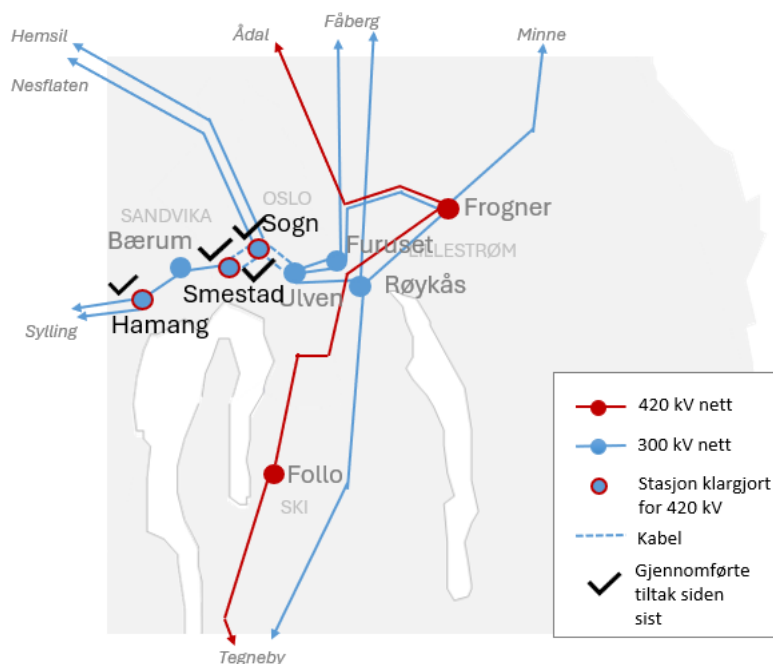 Hemsil
Ådal
Fåberg
Minne
Nesflaten
OSLO
SANDVIKA
Sogn
Frogner
Bærum
Furuset
LILLESTRØM
Smestad
Ulven
Røykås
Hamang
Sylling
Follo
SKI
Tegneby
420 kV nett
300 kV nett
Stasjon klargjort
for 420 kV
Kabel
Gjennomførte
tiltak siden
sist